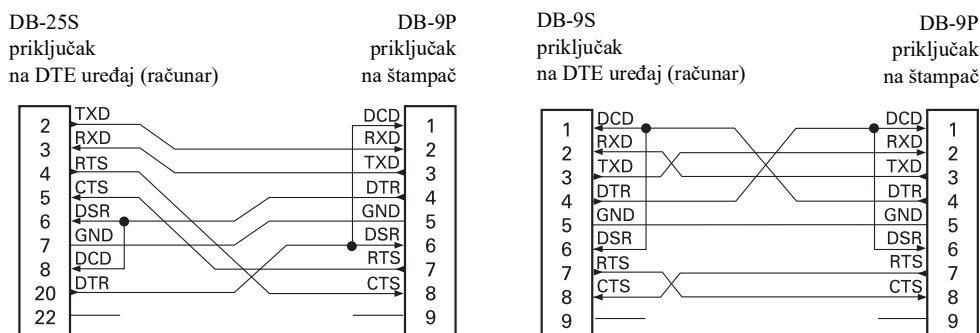 DB-25S
priključak
na DTE uređaj (računar)
DB-9P
priključak
na štampač
2 TXD
3 RXD
4 RTS
5 CTS
6 DSR
7 GND
8 DCD
20 DTR
22
DCD 1
RXD 2
TXD 3
DTR 4
GND 5
DSR 6
RTS 7
CTS 8
9
DB-9S
priključak
na DTE uređaj (računar)
DB-9P
priključak
na štampač
1 DCD
2 RXD
3 TXD
4 DTR
5 GND
6 DSR
7 RTS
8 CTS
9
DCD 1
RXD 2
TXD 3
DTR 4
GND 5
DSR 6
RTS 7
CTS 8
9